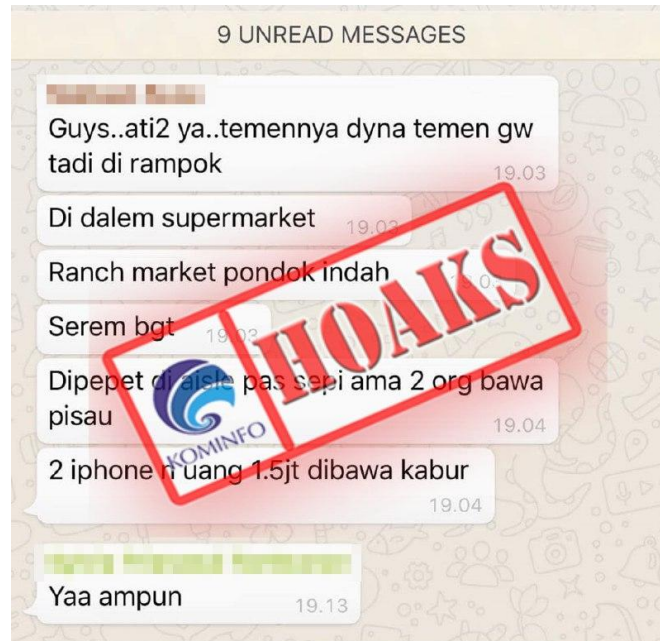 9 UNREAD MESSAGES
Guys..ati2 ya..temennya dyna temen gw
tadi di rampok
19.03
Di dalem supermarket 19.03
Ranch market pondok indah 19.03
Serem bgt 19.03
Dipepet di aisle pas sepi ama 2 org bawa
pisau
19.04
2 iphone n uang 1.5jt dibawa kabur
19.04
Yaa ampun 19.13
KOMINFO
HOAKS